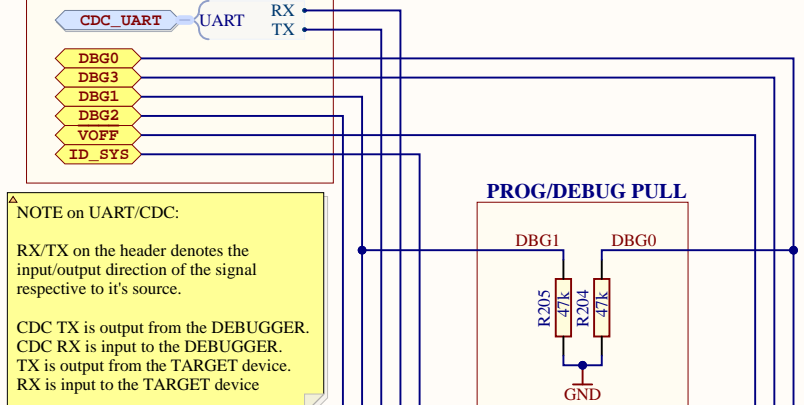 CDC_UART
UART
RX
TX
DBG0
DBG3
DBG1
DBG2
VOFF
ID_SYS
NOTE on UART/CDC:
RX/TX on the header denotes the
input/output direction of the signal
respective to it's source.
CDC TX is output from the DEBUGGER.
CDC RX is input to the DEBUGGER.
TX is output from the TARGET device.
RX is input to the TARGET device
PROG/DEBUG PULL
DBG1
DBG0
R205
47k
R204
47k
GND